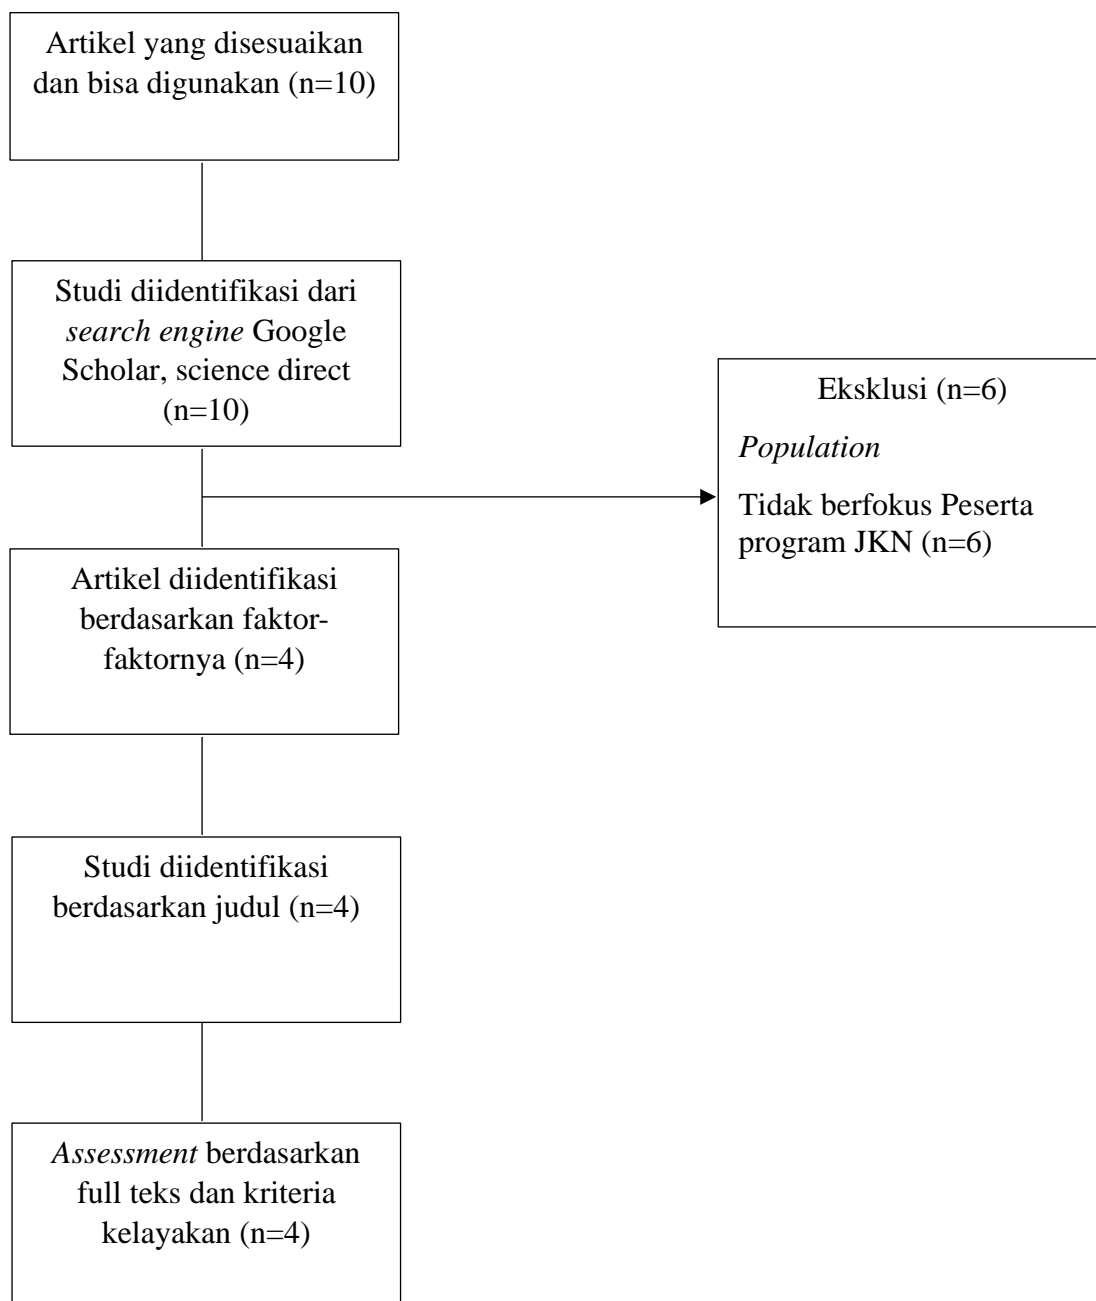 Artikel yang disesuaikan
dan bisa digunakan (n=10)
Studi diidentifikasi dari
search engine Google
Scholar, science direct
(n=10)
Eksklusi (n=6)
Population
Tidak berfokus Peserta
program JKN (n=6)
Artikel diidentifikasi
berdasarkan faktor-
faktornya (n=4)
Studi diidentifikasi
berdasarkan judul (n=4)
Assessment berdasarkan
full teks dan kriteria
kelayakan (n=4)